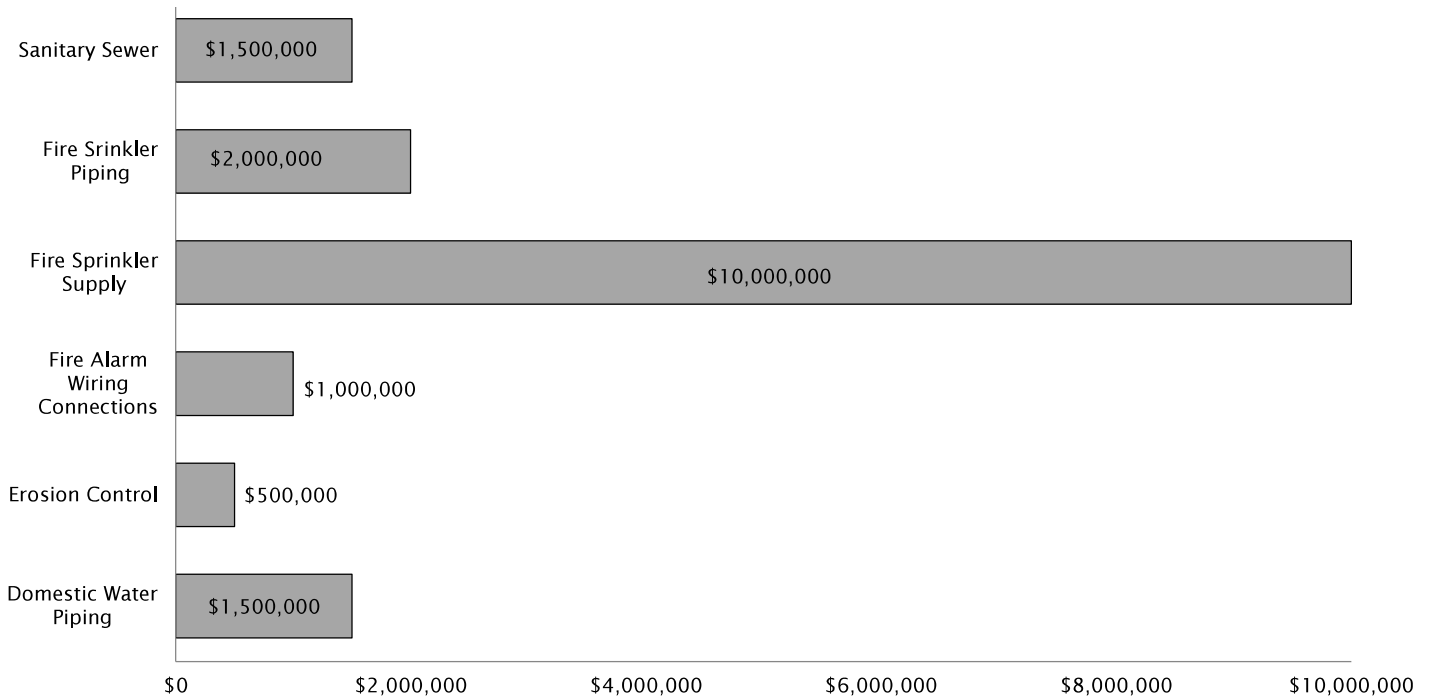 Sanitary Sewer
$1,500,000
Fire Srinkler
Piping
$2,000,000
Fire Sprinkler
Supply
$10,000,000
Fire Alarm
Wiring
Connections
$1,000,000
Erosion Control
$500,000
Domestic Water
Piping
$1,500,000
$0 $2,000,000 $4,000,000 $6,000,000 $8,000,000 $10,000,000